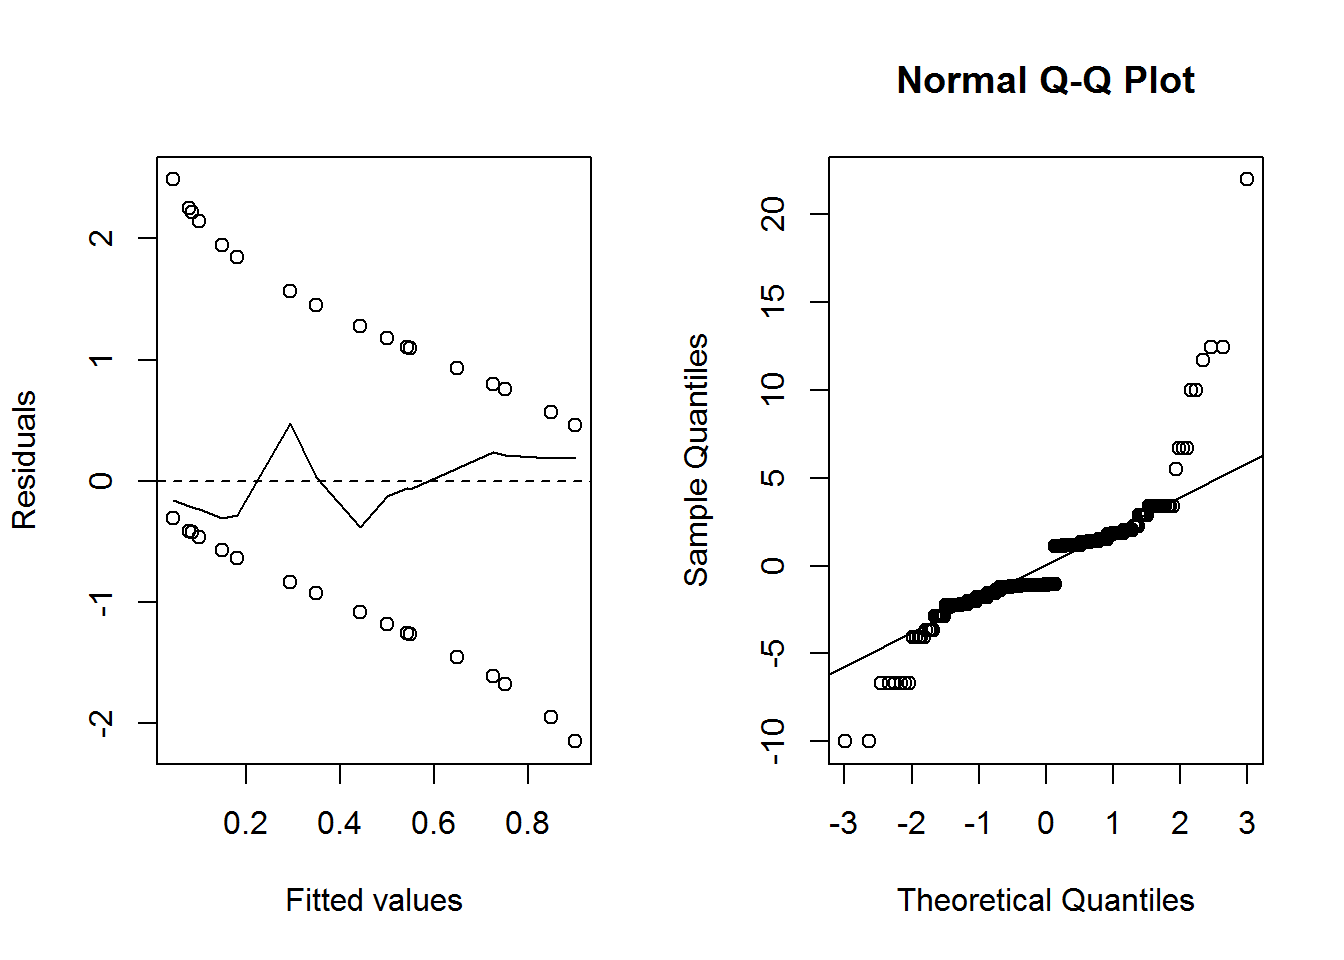 Residuals
2
1
0
-1
-2
0.2 0.4 0.6 0.8
Fitted values
Normal Q-Q Plot
Sample Quantiles
20
15
10
5
0
-5
-10
-3 -2 -1 0 1 2 3
Theoretical Quantiles